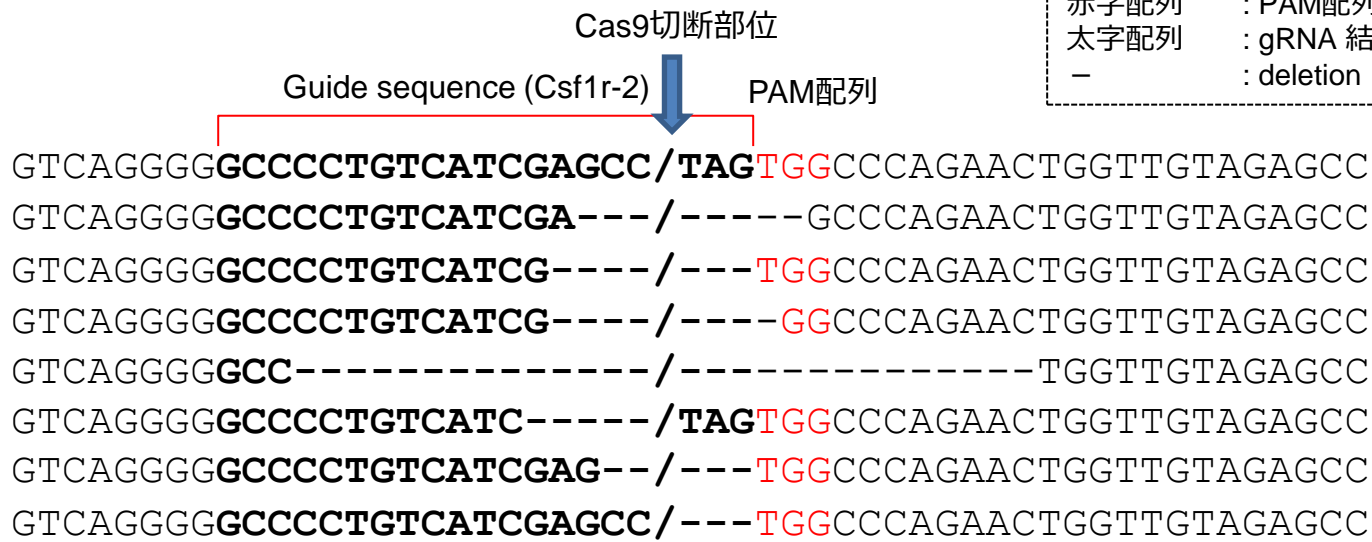 Cas9切断部位
赤字配列 : PAM配列
太字配列 : gRNA 結
− : deletion
Guide sequence (Csf1r-2)
PAM配列
GTCAGGGGGCCCCTGTCATCGAGCC/TAGTGGCCCAGAACTGGTTGTAGAGCC
GTCAGGGGGCCCCTGTCATCGA---/-----GCCCAGAACTGGTTGTAGAGCC
GTCAGGGGGCCCCTGTCATCG----/---TGGCCCAGAACTGGTTGTAGAGCC
GTCAGGGGGCCCCTGTCATCG----/----GGCCCAGAACTGGTTGTAGAGCC
GTCAGGGGGCC--------------/-------------TGGTTGTAGAGCC
GTCAGGGGGCCCCTGTCATC-----/TAGTGGCCCAGAACTGGTTGTAGAGCC
GTCAGGGGGCCCCTGTCATCGAG--/---TGGCCCAGAACTGGTTGTAGAGCC
GTCAGGGGGCCCCTGTCATCGAGCC/---TGGCCCAGAACTGGTTGTAGAGCC